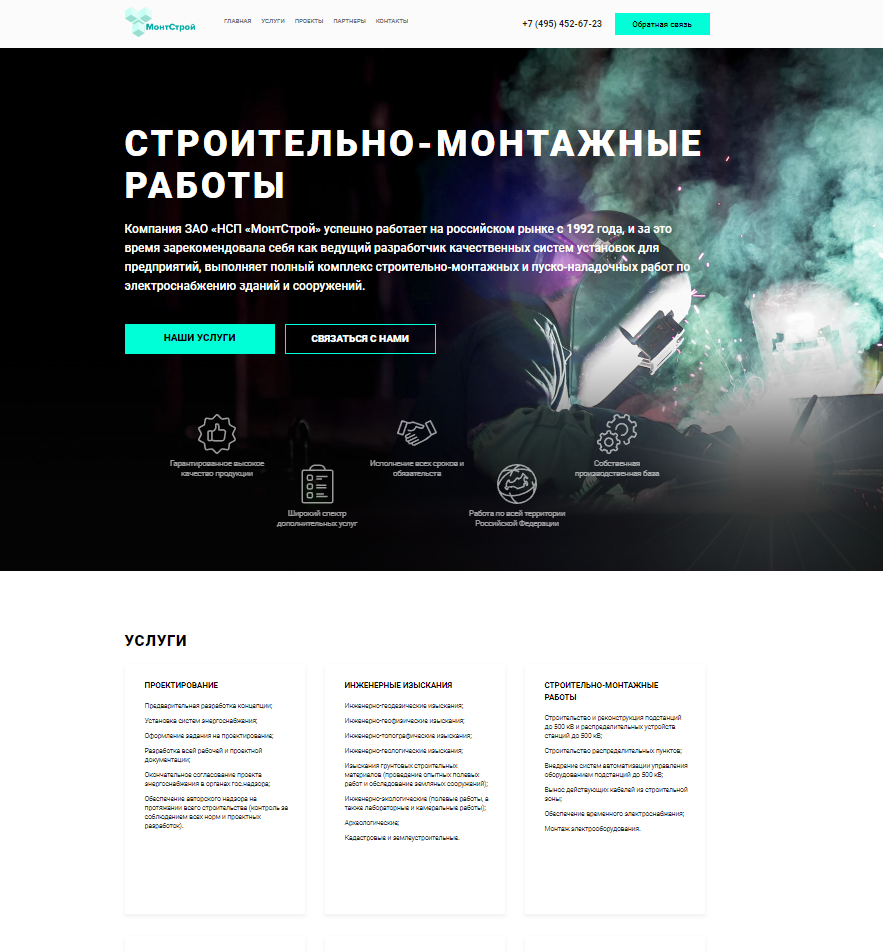 МонтСтрой
ГЛАВНАЯ УСЛУГИ ПРОЕКТЫ ПАРТНЕРЫ КОНТАКТЫ
+7 (495) 452-67-23
Обратная связь
СТРОИТЕЛЬНО-МОНТАЖНЫЕ
РАБОТЫ
Компания ЗАО «НСП «МонтСтрой» успешно работает на российском рынке с 1992 года, и за это
время зарекомендовала себя как ведущий разработчик качественных систем установок для
предприятий, выполняет полный комплекс строительно-монтажных и пуско-наладочных работ по
электроснабжению зданий и сооружений.
НАШИ УСЛУГИ
СВЯЗАТЬСЯ С НАМИ
Гарантированное высокое
качество продукции
Широкий спектр
дополнительных услуг
Исполнение всех сроков и
обязательств
Работа по всей территории
Российской Федерации
Собственная
производственная база
УСЛУГИ
ПРОЕКТИРОВАНИЕ
Предварительная разработка концепции;
Установка систем энергоснабжения;
Оформление задания на проектирование;
Разработка всей рабочей и проектной
документации;
Окончательное согласование проекта
энергоснабжения в органах гос.надзора;
Обеспечение авторского надзора на
протяжении всего строительства (контроль за
соблюдением всех норм и проектных
разработок).
ИНЖЕНЕРНЫЕ ИЗЫСКАНИЯ
Инженерно-геодезические изыскания;
Инженерно-геофизические изыскания;
Инженерно-топографические изыскания;
Инженерно-геологические изыскания;
Изыскания грунтовых строительных
материалов (проведение опытных полевых
работ и обследование земляных сооружений);
Инженерно-экологические (полевые работы, а
также лабораторные и камеральные работы);
Археологические;
Кадастровые и землеустроительные.
СТРОИТЕЛЬНО-МОНТАЖНЫЕ
РАБОТЫ
Строительство и реконструкция подстанций
до 500 кВ и распределительных устройств
станций до 500 кВ;
Строительство распределительных пунктов;
Внедрение систем автоматизации управления
оборудованием подстанций до 500 кВ;
Вынос действующих кабелей из строительной
зоны;
Обеспечение временного электроснабжения;
Монтаж электрооборудования.